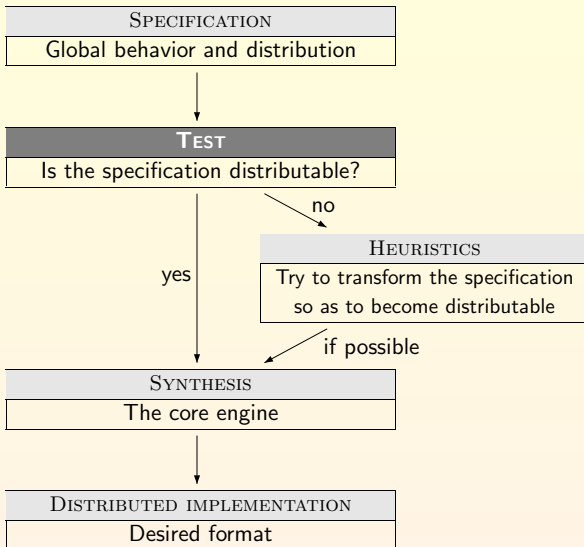 SPECIFICATION
Global behavior and distribution
TEST
Is the specification distributable?
no
HEURISTICS
Try to transform the specification
so as to become distributable
yes
if possible
SYNTHESIS
The core engine
DISTRIBUTED IMPLEMENTATION
Desired format